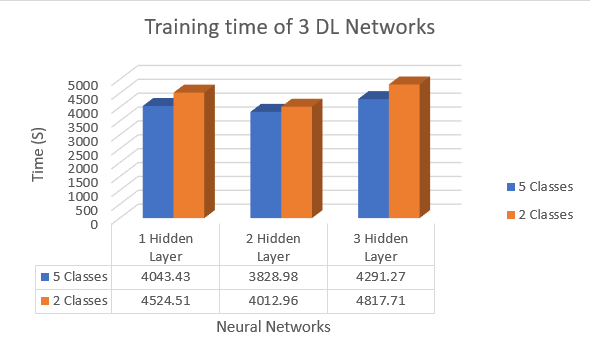 Training time of 3 DL Networks
5000
4500
4000
3500
3000
2500
2000
1500
1000
500
0
Time (S)
5 Classes
2 Classes
1 Hidden
Layer
2 Hidden
Layer
3 Hidden
Layer
5 Classes 4043.43 3828.98 4291.27
2 Classes 4524.51 4012.96 4817.71
Neural Networks